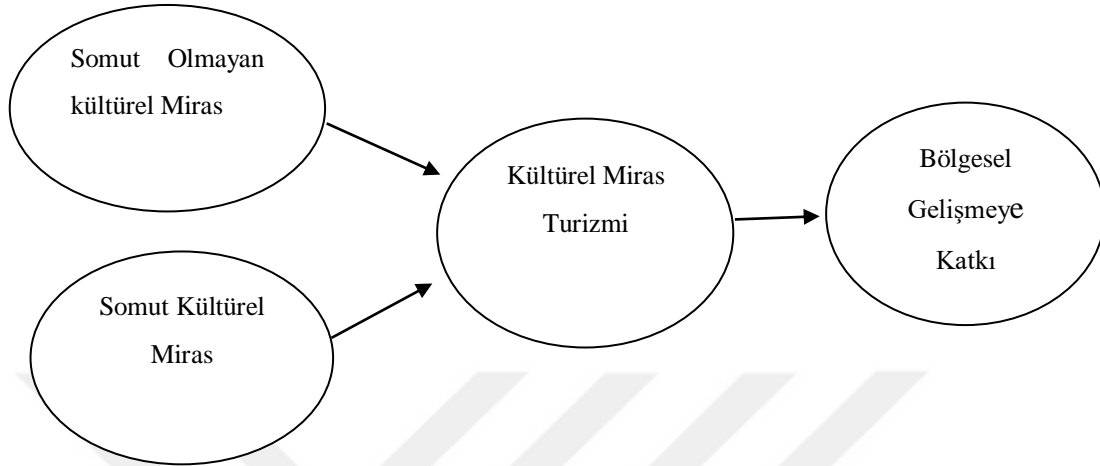 Somut Olmayan
kültürel Miras
Somut Kültürel
Miras
Kültürel Miras
Turizmi
Bölgesel
Gelişmeye
Katkı